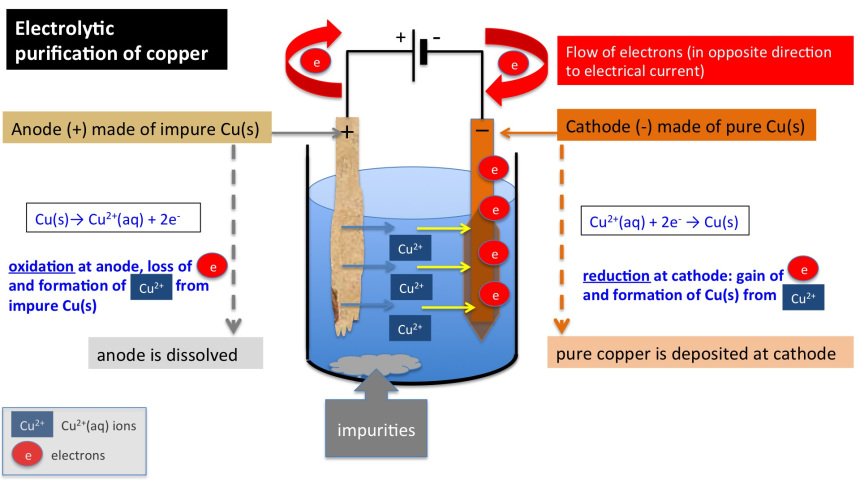 Electrolytic
purification of copper
+ -
e
e
Flow of electrons (in opposite direction
to electrical current)
Anode (+) made of impure Cu(s)
+
−
Cathode (-) made of pure Cu(s)
e
e
e
e
Cu(s)→ Cu²⁺(aq) + 2e⁻
Cu²⁺(aq) + 2e⁻ → Cu(s)
Cu²⁺
Cu²⁺
Cu²⁺
oxidation at anode, loss of e
and formation of Cu²⁺ from
impure Cu(s)
reduction at cathode: gain of e
and formation of Cu(s) from Cu²⁺
anode is dissolved
pure copper is deposited at cathode
impurities
Cu²⁺ Cu²⁺(aq) ions
e electrons